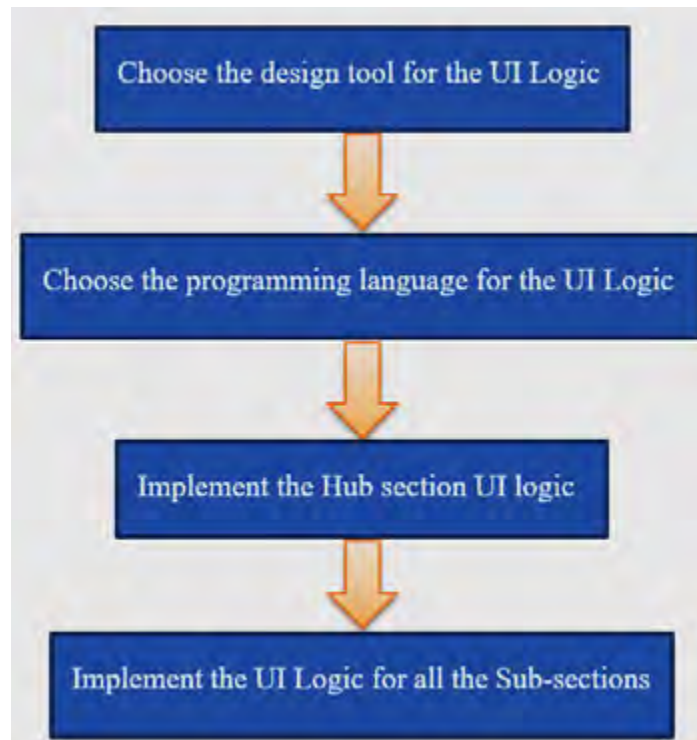 Choose the design tool for the UI Logic
Choose the programming language for the UI Logic
Implement the Hub section UI logic
Implement the UI Logic for all the Sub-sections